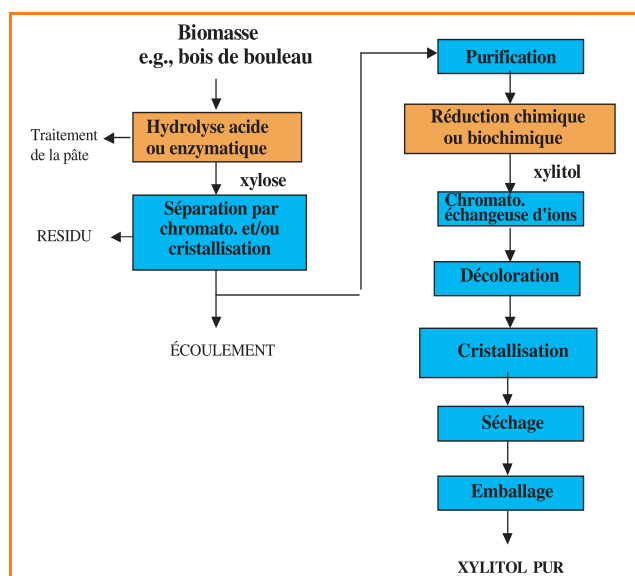 Biomasse
e.g., bois de bouleau
Hydrolyse acide
ou enzymatique
Traitement
de la pâte
xylose
Séparation par
chromato. et/ou
cristallisation
RESIDU
ÉCOULEMENT
Purification
Réduction chimique
ou biochimique
xylitol
Chromato.
échangeuse d'ions
Décoloration
Cristallisation
Séchage
Emballage
XYLITOL PUR